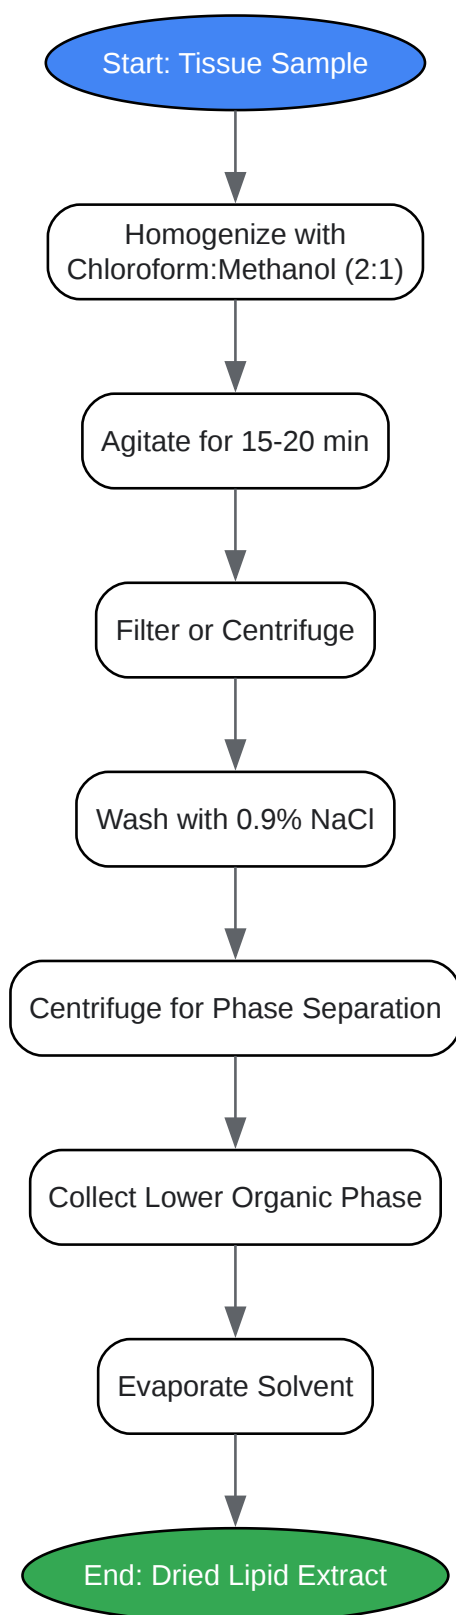 Start: Tissue Sample
Homogenize with
Chloroform:Methanol (2:1)
Agitate for 15-20 min
Filter or Centrifuge
Wash with 0.9% NaCl
Centrifuge for Phase Separation
Collect Lower Organic Phase
Evaporate Solvent
End: Dried Lipid Extract